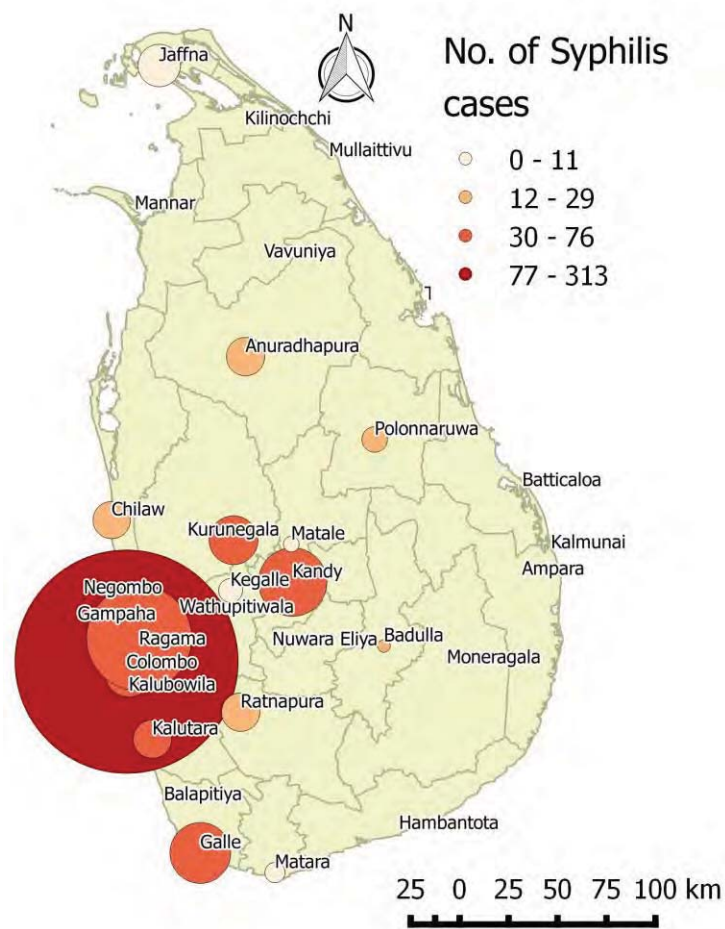 N
No. of Syphilis
cases
0 - 11
12 - 29
30 - 76
77 - 313
Jaffna
Kilinochchi
Mullaittivu
Mannar
Vavuniya
Anuradhapura
Polonnaruwa
Batticaloa
Chilaw
Kurunegala
Matale
Kalmunai
Ampara
Kandy
Kegalle
Negombo
Wathupitiwala
Gampaha
Ragama
Nuwara Eliya
Badulla
Moneragala
Colombo
Kalubowila
Ratnapura
Kalutara
Balapitiya
Hambantota
Galle
Matara
25 0 25 50 75 100 km